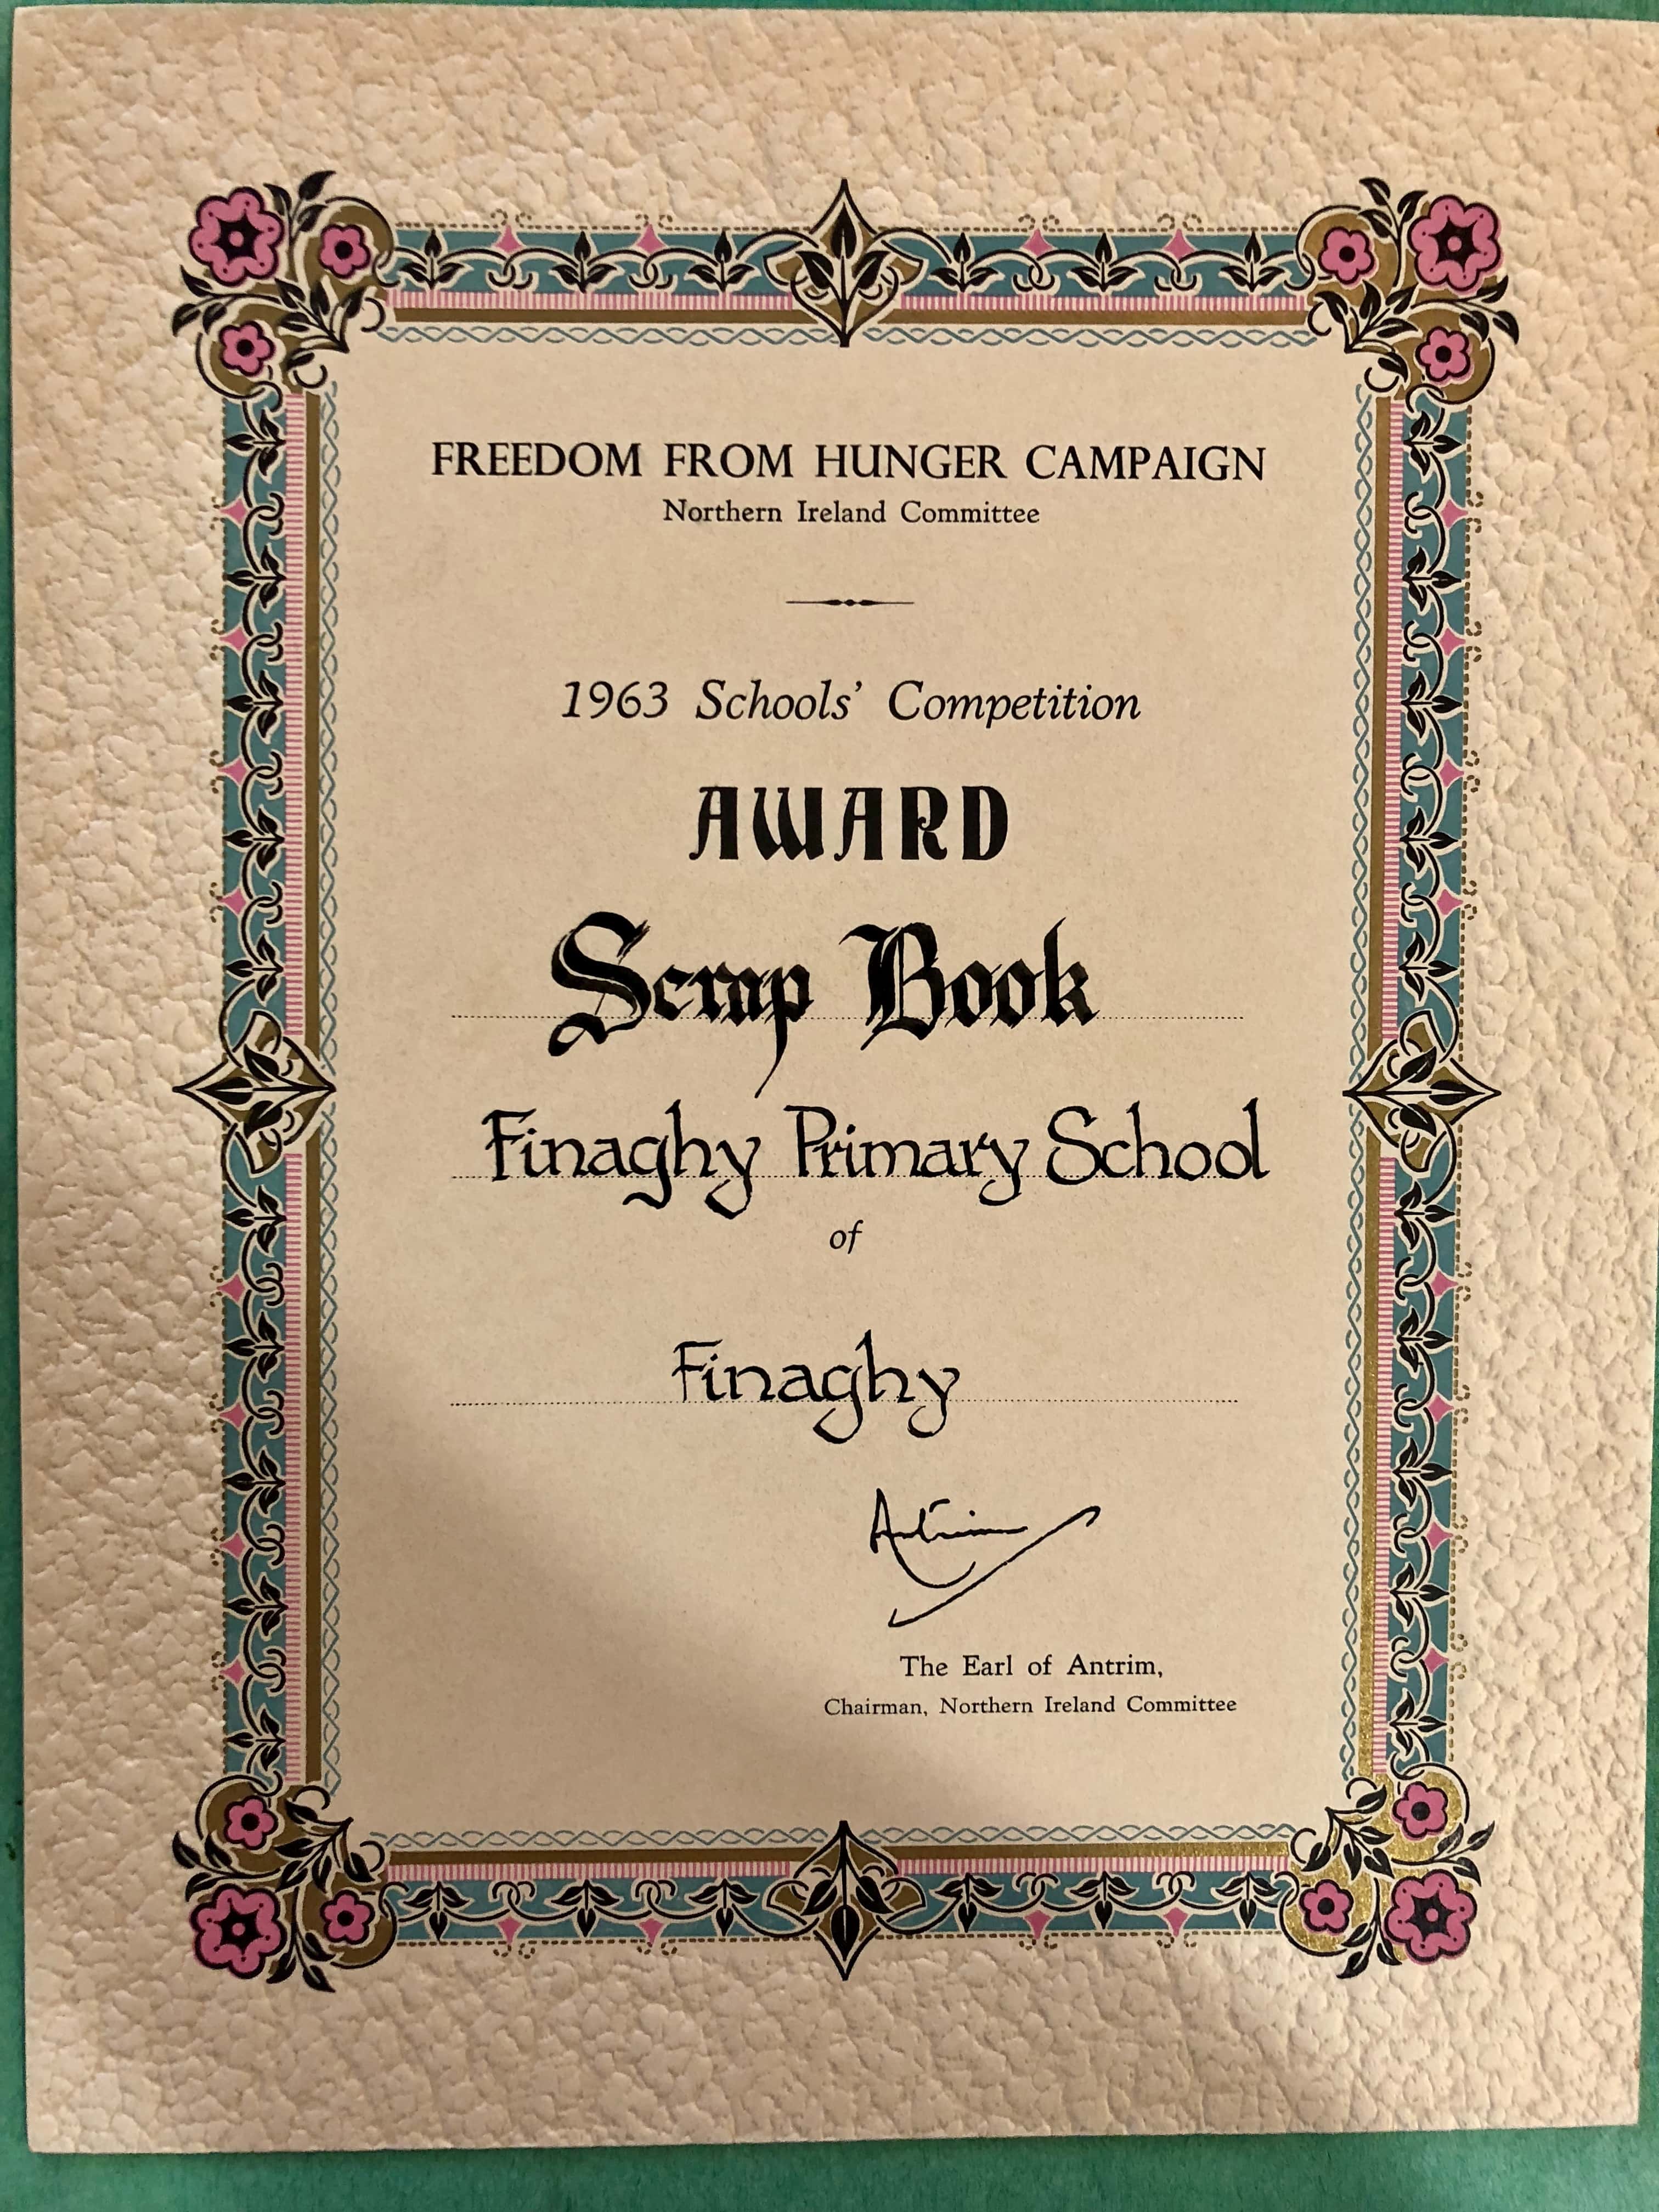 FREEDOM FROM HUNGER CAMPAIGN
Northern Ireland Committee
1963 Schools' Competition
AWARD
Scrap Book
Finaghy Primary School
of
Finaghy
Antrim
The Earl of Antrim,
Chairman, Northern Ireland Committee